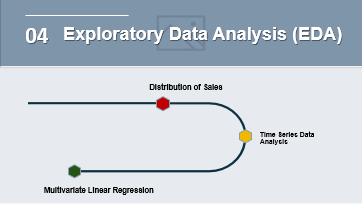 04 Exploratory Data Analysis (EDA)
Distribution of Sales
Time Series Data
Analysis
Multivariate Linear Regression